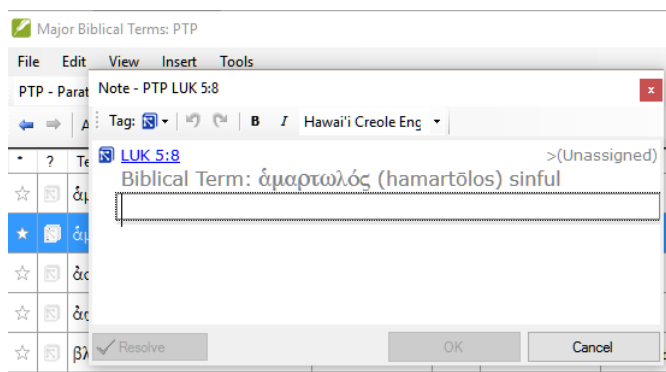 Major Biblical Terms: PTP
File Edit View Insert Tools
PTP - Parat
Note - PTP LUK 5:8
x
Tag: B I Hawai'i Creole Eng
* ? Te
LUK 5:8 >(Unassigned)
Biblical Term: ἁμαρτωλός (hamartōlos) sinful
Resolve OK Cancel